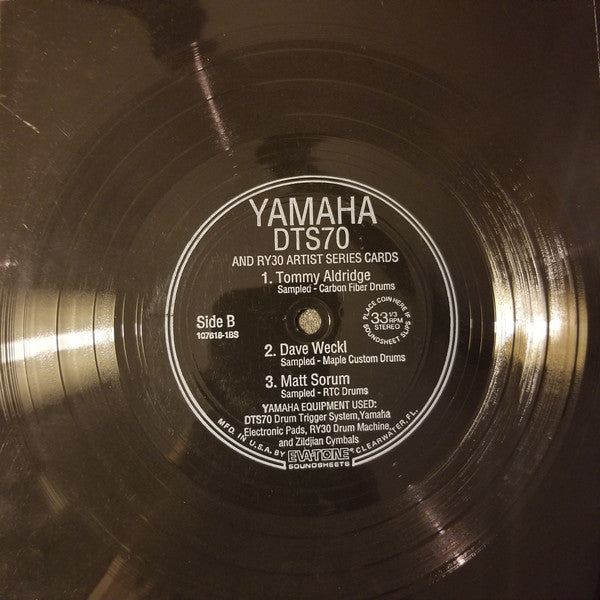 YAMAHA
DTS70
AND RY30 ARTIST SERIES CARDS
1. Tommy Aldridge
Sampled - Carbon Fiber Drums
Side B
107618-1BS
PLACE COIN HERE IF
SOUNDSHEET SLIPS
33 1/3
RPM
STEREO
2. Dave Weckl
Sampled - Maple Custom Drums
3. Matt Sorum
Sampled - RTC Drums
YAMAHA EQUIPMENT USED:
DTS70 Drum Trigger System, Yamaha
Electronic Pads, RY30 Drum Machine,
and Zildjian Cymbals
MFD. IN U.S.A. BY EVATONE® CLEARWATER, FL.
SOUNDSHEETS